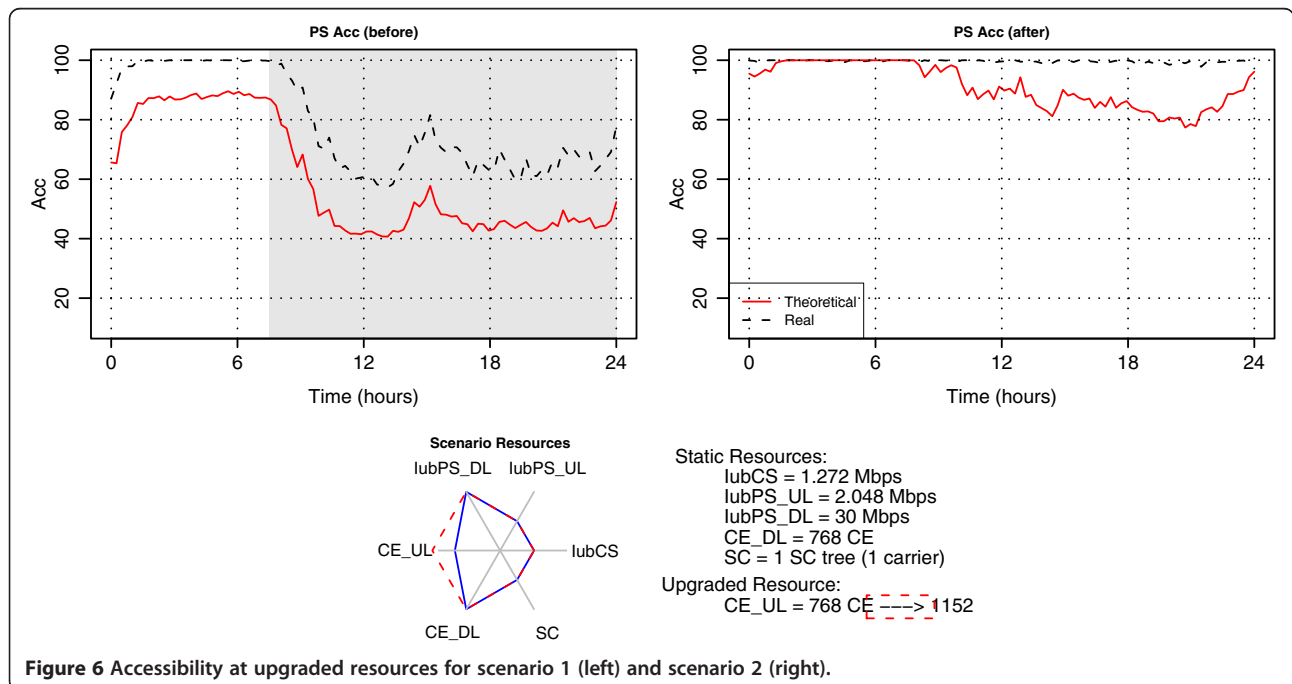 PS Acc (before)
Acc
100
80
60
40
20
0 6 12 18 24
Time (hours)
PS Acc (after)
Acc
100
80
60
40
20
Theoretical
Real
0 6 12 18 24
Time (hours)
Scenario Resources
IubPS_DL IubPS_UL
CE_UL IubCS
CE_DL SC
Static Resources:
IubCS = 1.272 Mbps
IubPS_UL = 2.048 Mbps
IubPS_DL = 30 Mbps
CE_DL = 768 CE
SC = 1 SC tree (1 carrier)
Upgraded Resource:
CE_UL = 768 CE −−−> 1152
Figure 6 Accessibility at upgraded resources for scenario 1 (left) and scenario 2 (right).